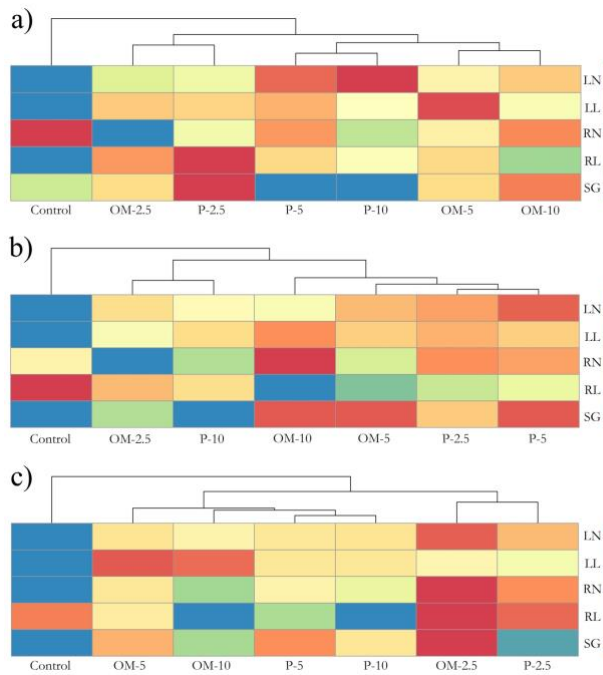 a)
LN
LL
RN
RL
SG
Control OM-2.5 P-2.5 P-5 P-10 OM-5 OM-10
b)
LN
LL
RN
RL
SG
Control OM-2.5 P-10 OM-10 OM-5 P-2.5 P-5
c)
LN
LL
RN
RL
SG
Control OM-5 OM-10 P-5 P-10 OM-2.5 P-2.5